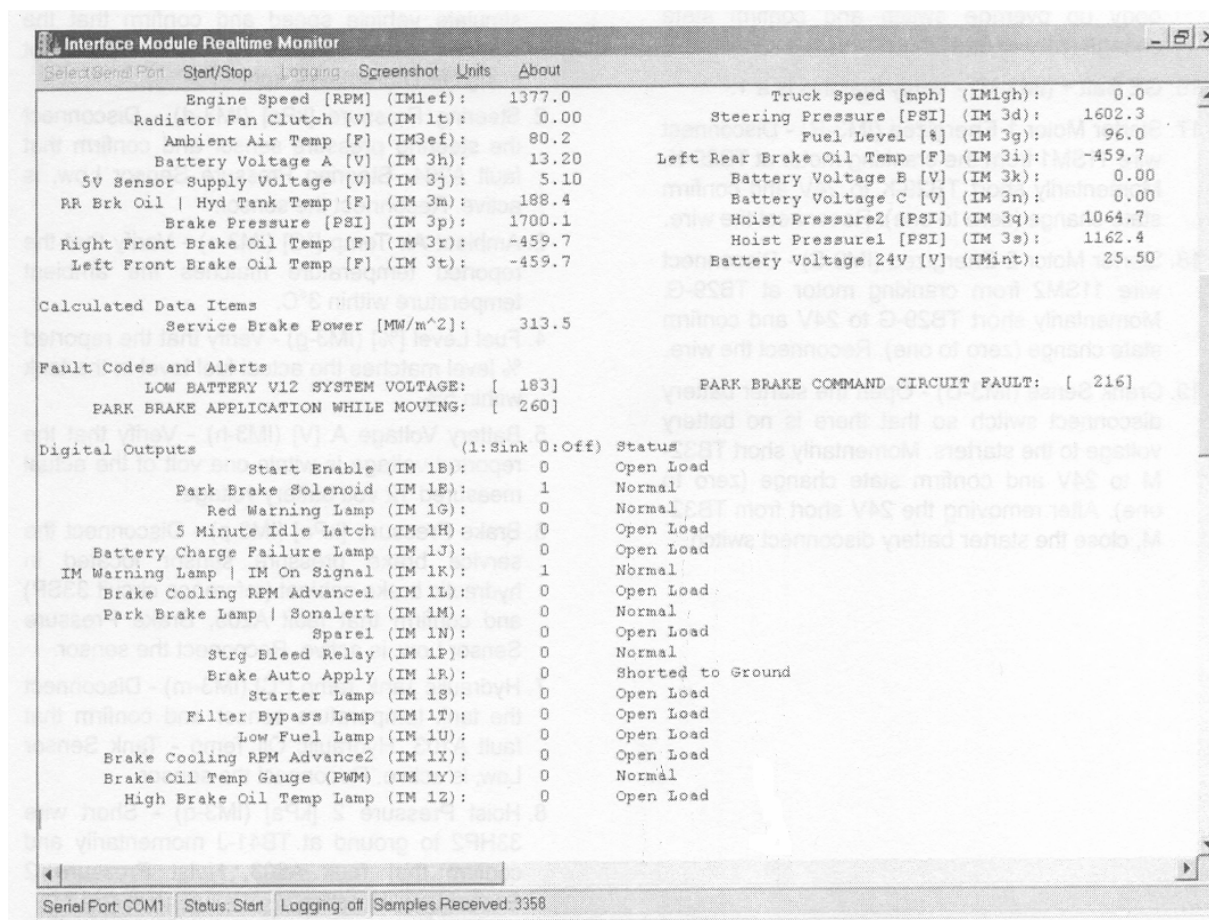 Interface Module Realtime Monitor
Select Serial Port Start/Stop Logging Screenshot Units About
Engine Speed [RPM] (IM1ef): 1377.0 Truck Speed [mph] (IM1gh): 0.0
Radiator Fan Clutch [V] (IM 1j): 0.00 Steering Pressure [PSI] (IM 3d): 1602.8
Ambient Air Temp [F] (IM3ef): 80.2 Fuel Level [%] (IM 3g):
Battery Voltage A [V] (IM 3h): 13.20 Left Rear Brake Oil Temp [F] (IM 3i): -459.7
5v Sensor Supply Voltage [V] (IM 3j): 5.10 Battery Voltage B [V] (IM 3k): 0.00
RR Brk Oil | Hyd Tank Temp [F] (IM 3m): 188.4 Battery Voltage C [V] (IM 3n): 0.00
Brake Pressure [PSI] (IM 3p): 1700.1 Hoist Pressure2 [PSI] (IM 3q): 1064.7
Right Front Brake Oil Temp [F] (IM 3r): -459.7 Hoist Pressure1 [PSI] (IM 3s): 1162.4
Left Front Brake Oil Temp [F] (IM 3t): -459.7 Battery Voltage 24V [V] (IMint): 25.50
Calculated Data Items
Service Brake Power [MW/m^2]: 313.5
Fault Codes and Alerts
LOW BATTERY V12 SYSTEM VOLTAGE: [ 183] PARK BRAKE COMMAND CIRCUIT FAULT: [ 216]
PARK BRAKE APPLICATION WHILE MOVING: [ 260]
Digital Outputs (1:Sink 0:Off) Status
Start Enable(IM 1B): 0 Open Load
Park Brake Solenoid (IM 1E): 1 Normal
Red Warning Lamp (IM 1G): 0 Normal
5 Minute Idle Latch (IM 1H): 0 Open Load
Battery Charge Failure Lamp (IM 1J): 0 Open Load
IM Warning Lamp | IM On Signal (IM 1K): 1 Normal
Brake Cooling RPM Advance1 (IM 1L): 0 Open Load
Park Brake Lamp | Sonalert (IM 1M): 0 Normal
Spare1 (IM 1N): 0 Open Load
Strg Bleed Relay (IM 1P): 0 Normal
Brake Auto Apply (IM 1R): 0 Shorted to Ground
Starter Lamp (IM 1S): 0 Open Load
Filter Bypass Lamp (IM 1T): 0 Open Load
Low Fuel Lamp (IM 1U): 0 Open Load
Brake Cooling RPM Advance2 (IM 1X): 0 Open Load
Brake Oil Temp Gauge (PWM) (IM 1Y): 0 Normal
High Brake Oil Temp Lamp (IM 1Z): 0 Open Load
Serial Port: COM1 Status: Start Logging: off Samples Received: 3358